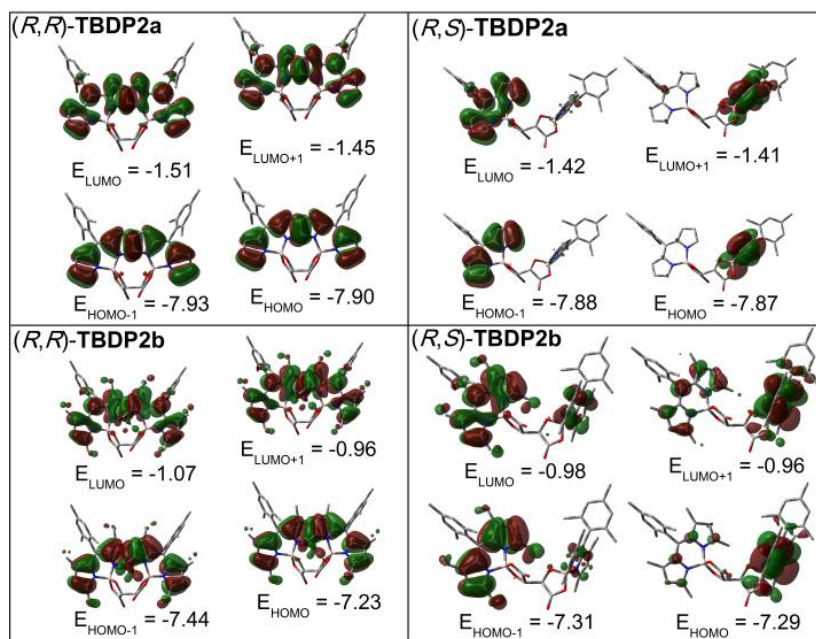 (R,R)-TBDP2a
E_LUMO = -1.51
E_LUMO+1 = -1.45
E_HOMO-1 = -7.93
E_HOMO = -7.90
(R,S)-TBDP2a
E_LUMO = -1.42
E_LUMO+1 = -1.41
E_HOMO-1 = -7.88
E_HOMO = -7.87
(R,R)-TBDP2b
E_LUMO = -1.07
E_LUMO+1 = -0.96
E_HOMO-1 = -7.44
E_HOMO = -7.23
(R,S)-TBDP2b
E_LUMO = -0.98
E_LUMO+1 = -0.96
E_HOMO-1 = -7.31
E_HOMO = -7.29